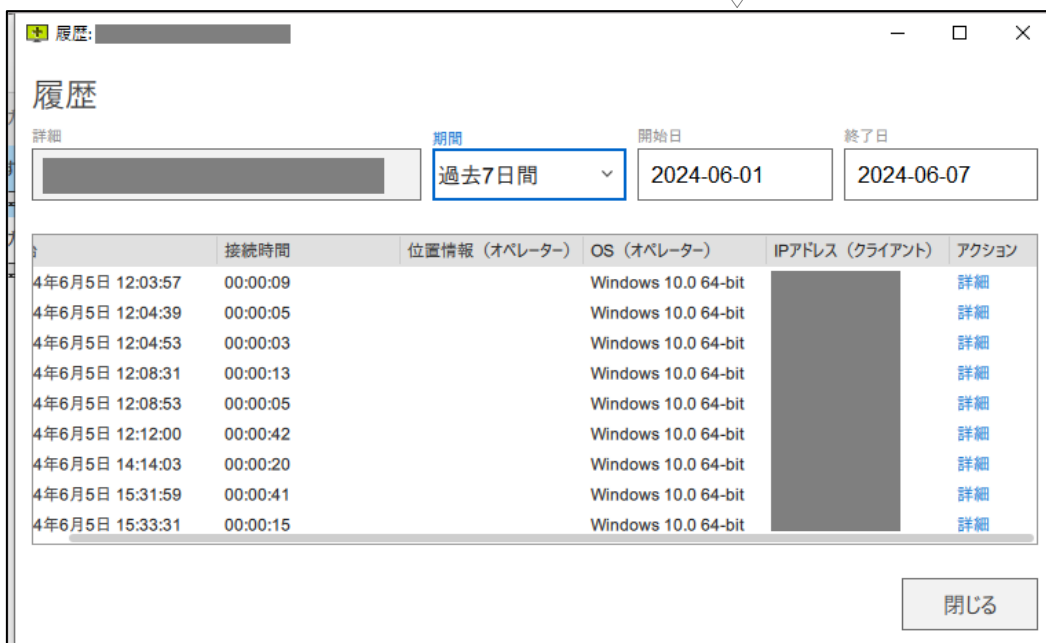 履歴:
履歴
詳細 期間 開始日 終了日
過去7日間 2024-06-01 2024-06-07
接続時間 位置情報（オペレーター） OS（オペレーター） IPアドレス（クライアント） アクション
4年6月5日 12:03:57 00:00:09 Windows 10.0 64-bit 詳細
4年6月5日 12:04:39 00:00:05 Windows 10.0 64-bit 詳細
4年6月5日 12:04:53 00:00:03 Windows 10.0 64-bit 詳細
4年6月5日 12:08:31 00:00:13 Windows 10.0 64-bit 詳細
4年6月5日 12:08:53 00:00:05 Windows 10.0 64-bit 詳細
4年6月5日 12:12:00 00:00:42 Windows 10.0 64-bit 詳細
4年6月5日 14:14:03 00:00:20 Windows 10.0 64-bit 詳細
4年6月5日 15:31:59 00:00:41 Windows 10.0 64-bit 詳細
4年6月5日 15:33:31 00:00:15 Windows 10.0 64-bit 詳細
閉じる